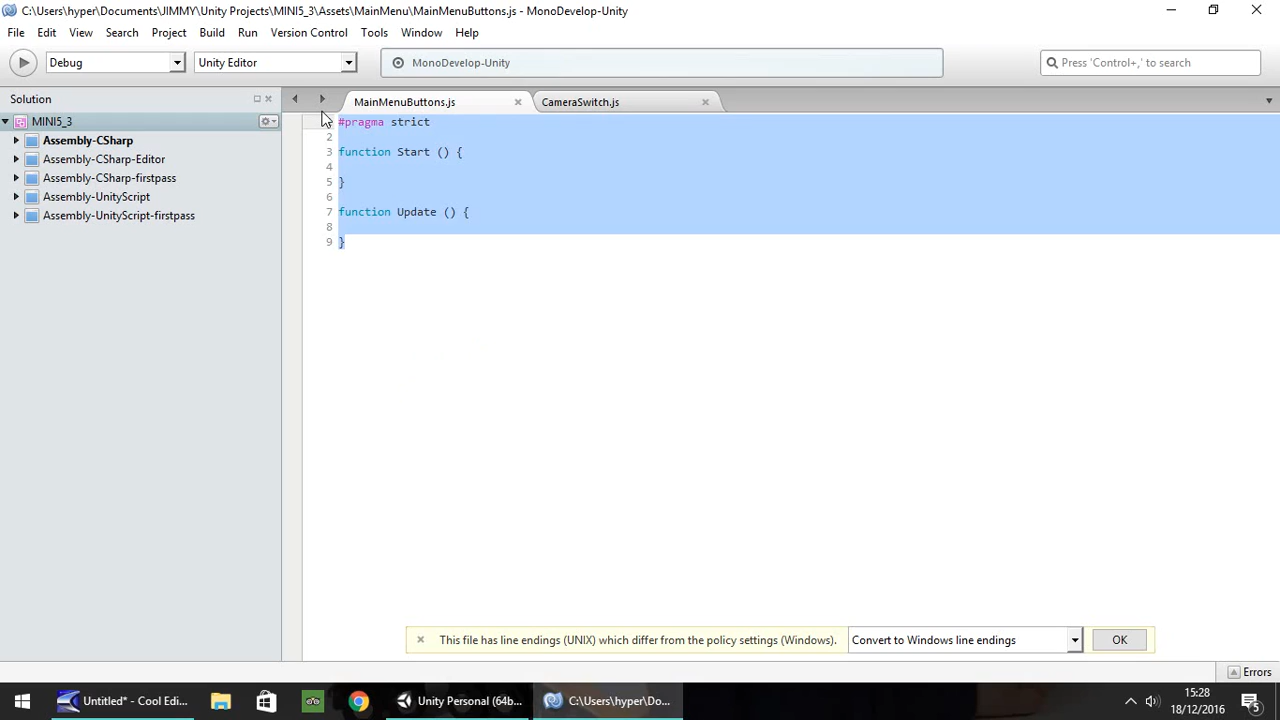 C:\Users\hyper\Documents\JIMMY\Unity Projects\MINI5_3\Assets\MainMenu\MainMenuButtons.js - MonoDevelop-Unity
File Edit View Search Project Build Run Version Control Tools Window Help
Debug Unity Editor MonoDevelop-Unity Press 'Control+,' to search
Solution
MainMenuButtons.js CameraSwitch.js
MINI5_3
Assembly-CSharp
Assembly-CSharp-Editor
Assembly-CSharp-firstpass
Assembly-UnityScript
Assembly-UnityScript-firstpass
#pragma strict
2
3 function Start () {
4
5 }
6
7 function Update () {
8
9 }
This file has line endings (UNIX) which differ from the policy settings (Windows). Convert to Windows line endings OK
Errors
Untitled* - Cool Edi... Unity Personal (64b... C:\Users\hyper\Do...
15:28
18/12/2016
5